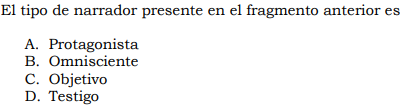 El tipo de narrador presente en el fragmento anterior es
A. Protagonista
B. Omnisciente
C. Objetivo
D. Testigo